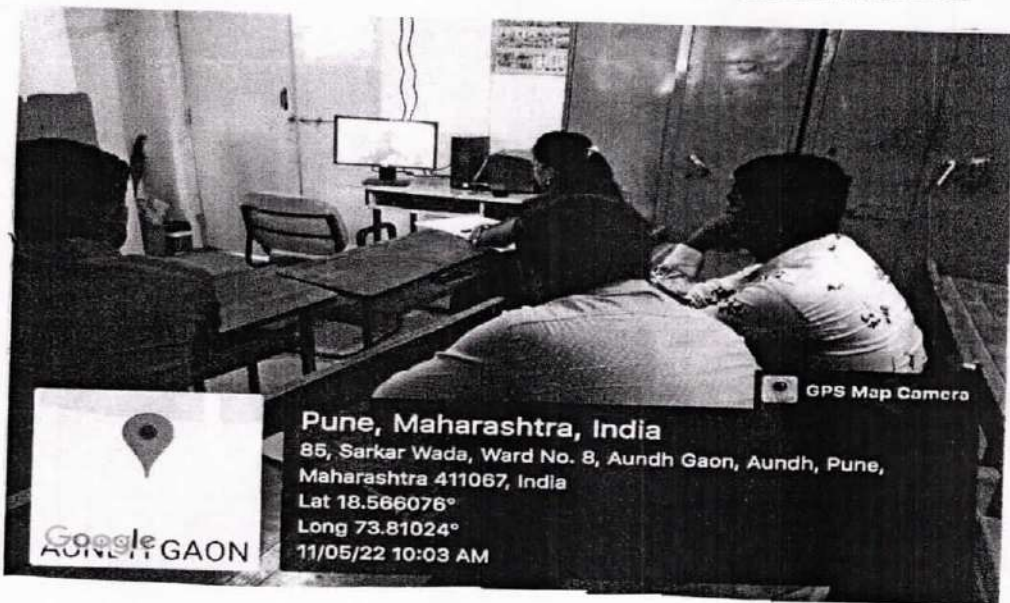 GPS Map Camera
Pune, Maharashtra, India
85, Sarkar Wada, Ward No. 8, Aundh Gaon, Aundh, Pune,
Maharashtra 411067, India
Lat 18.566076°
Long 73.81024°
11/05/22 10:03 AM
Google
GAON